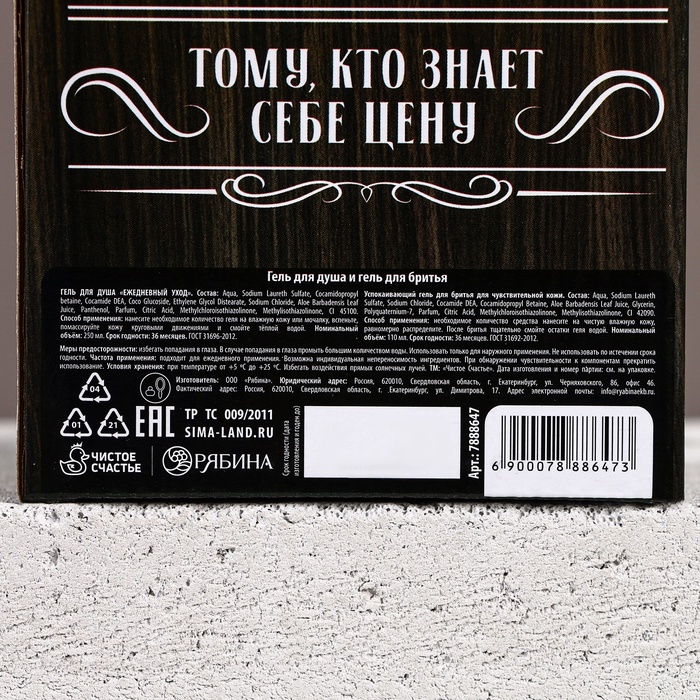 ТОМУ, КТО ЗНАЕТ
СЕБЕ ЦЕНУ
Гель для душа и гель для бритья
ГЕЛЬ ДЛЯ ДУША «ЕЖЕДНЕВНЫЙ УХОД». Состав: Aqua, Sodium Laureth Sulfate, Cocamidopropyl
betaine, Cocamide DEA, Coco Glucoside, Ethylene Glycol Distearate, Sodium Chloride, Aloe Barbadensis Leaf
Juice, Panthenol, Parfum, Citric Acid, Methylchloroisothiazolinone, Methylisothiazolinone, CI 45100.
Способ применения: нанесите необходимое количество геля на влажную кожу или мочалку, вспеньте,
помассируйте кожу круговыми движениями и смойте тёплой водой. Номинальный
объём: 250 мл. Срок годности: 36 месяцев. ГОСТ 31696-2012.
Успокаивающий гель для бритья для чувствительной кожи. Состав: Aqua, Sodium Laureth
Sulfate, Sodium Chloride, Cocamide DEA, Cocamidopropyl Betaine, Aloe Barbadensis Leaf Juice, Glycerin,
Polyquaternium-7, Parfum, Citric Acid, Methylchloroisothiazolinone, Methylisothiazolinone, CI 42090.
Способ применения: необходимое количество средства нанесите на чистую влажную кожу,
равномерно распределите. После бритья тщательно смойте остатки геля водой. Номинальный
объём: 110 мл. Срок годности: 36 месяцев. ГОСТ 31692-2012.
Меры предосторожности: избегать попадания в глаза. В случае попадания в глаза промыть большим количеством воды. Использовать только для наружного применения. Не использовать по истечении срока
годности. Частота применения: подходит для ежедневного применения. Возможна индивидуальная непереносимость ингредиентов. При обнаружении чувствительности к компонентам прекратить
использование. Условия хранения: при температуре от +5 °С до +25 °С. Избегать воздействия прямых солнечных лучей. ТМ: «Чистое Счастье». Дата изготовления и номер партии: см. на упаковке.
Изготовитель: ООО «Рябина». Юридический адрес: Россия, 620010, Свердловская область, г. Екатеринбург, ул. Черняховского, 86, офис 46.
Фактический адрес: Россия, 620010, Свердловская область, г. Екатеринбург, ул. Димитрова, 17. Адрес эл. почты: info@ryabinaekb.ru
04
01
21
EAC
ТР ТС 009/2011
SIMA-LAND.RU
ЧИСТОЕ
СЧАСТЬЕ
РЯБИНА
Срок годности (дата
изготовления и годен до)
Арт.: 7888647
6 900078 886473